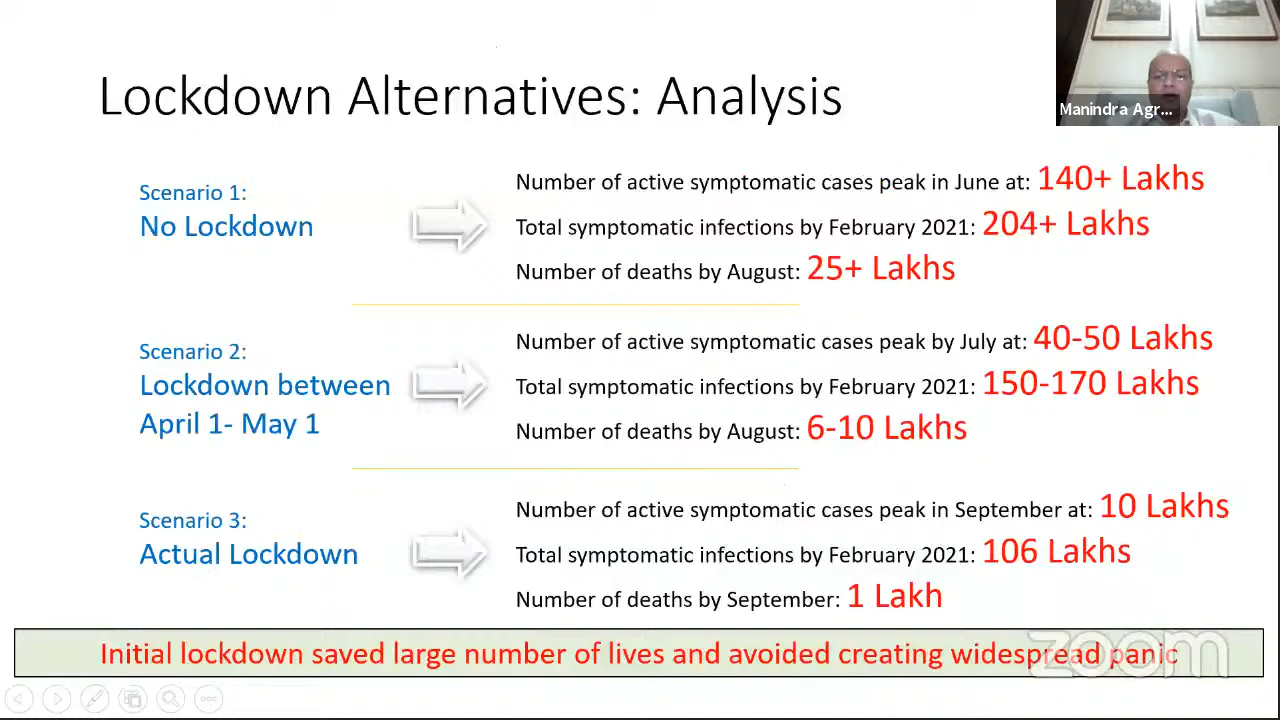 Lockdown Alternatives: Analysis
Manindra Agr...
Scenario 1:
No Lockdown
Number of active symptomatic cases peak in June at: 140+ Lakhs
Total symptomatic infections by February 2021: 204+ Lakhs
Number of deaths by August: 25+ Lakhs
Scenario 2:
Lockdown between
April 1- May 1
Number of active symptomatic cases peak by July at: 40-50 Lakhs
Total symptomatic infections by February 2021: 150-170 Lakhs
Number of deaths by August: 6-10 Lakhs
Scenario 3:
Actual Lockdown
Number of active symptomatic cases peak in September at: 10 Lakhs
Total symptomatic infections by February 2021: 106 Lakhs
Number of deaths by September: 1 Lakh
Initial lockdown saved large number of lives and avoided creating widespread panic
zoom